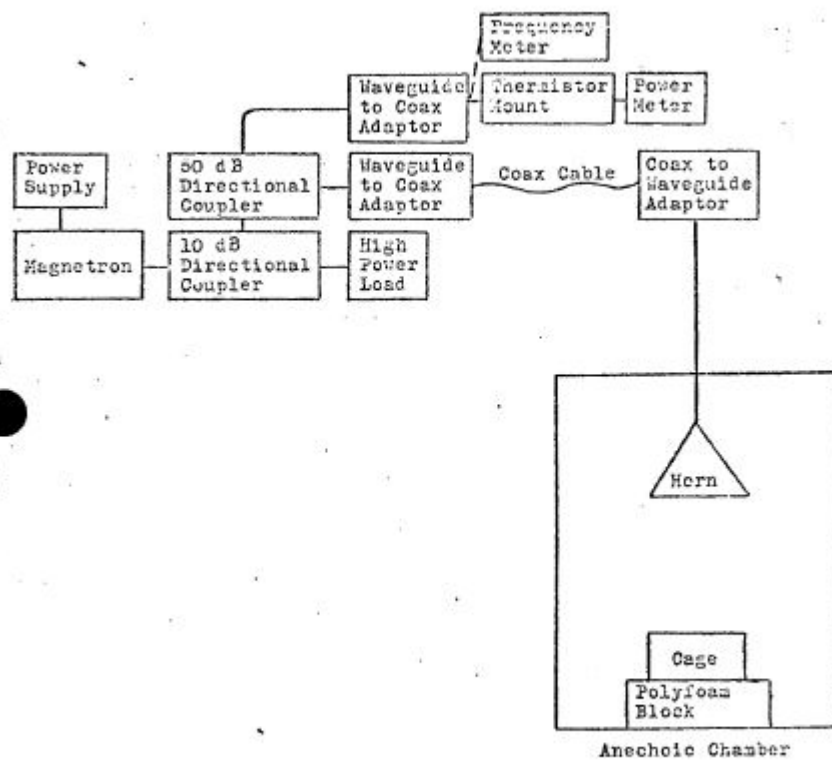 Frequency
Meter
Waveguide
to Coax
Adaptor
Thermistor
Mount
Power
Meter
Power
Supply
50 dB
Directional
Coupler
Waveguide
to Coax
Adaptor
Coax Cable
Coax to
Waveguide
Adaptor
Magnetron
10 dB
Directional
Coupler
High
Power
Load
Horn
Cage
Polyfoam
Block
Anechoic Chamber